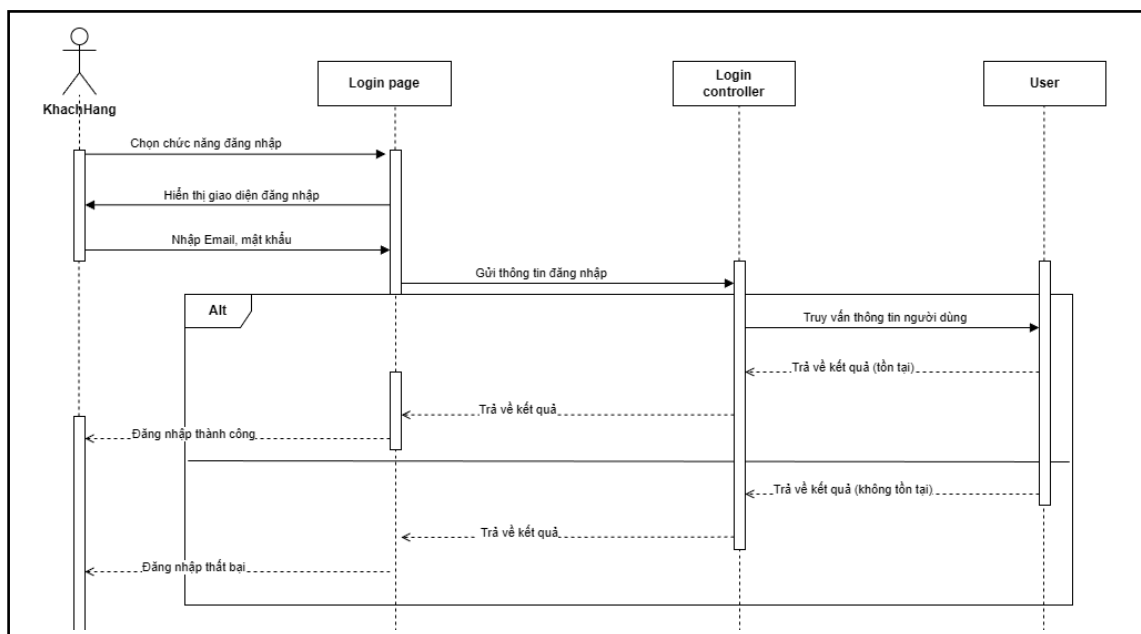 KhachHang
Login page
Login
controller
User
Chọn chức năng đăng nhập
Hiển thị giao diện đăng nhập
Nhập Email, mật khẩu
Gửi thông tin đăng nhập
Alt
Truy vấn thông tin người dùng
Trả về kết quả (tồn tại)
Trả về kết quả
Đăng nhập thành công
Trả về kết quả (không tồn tại)
Trả về kết quả
Đăng nhập thất bại